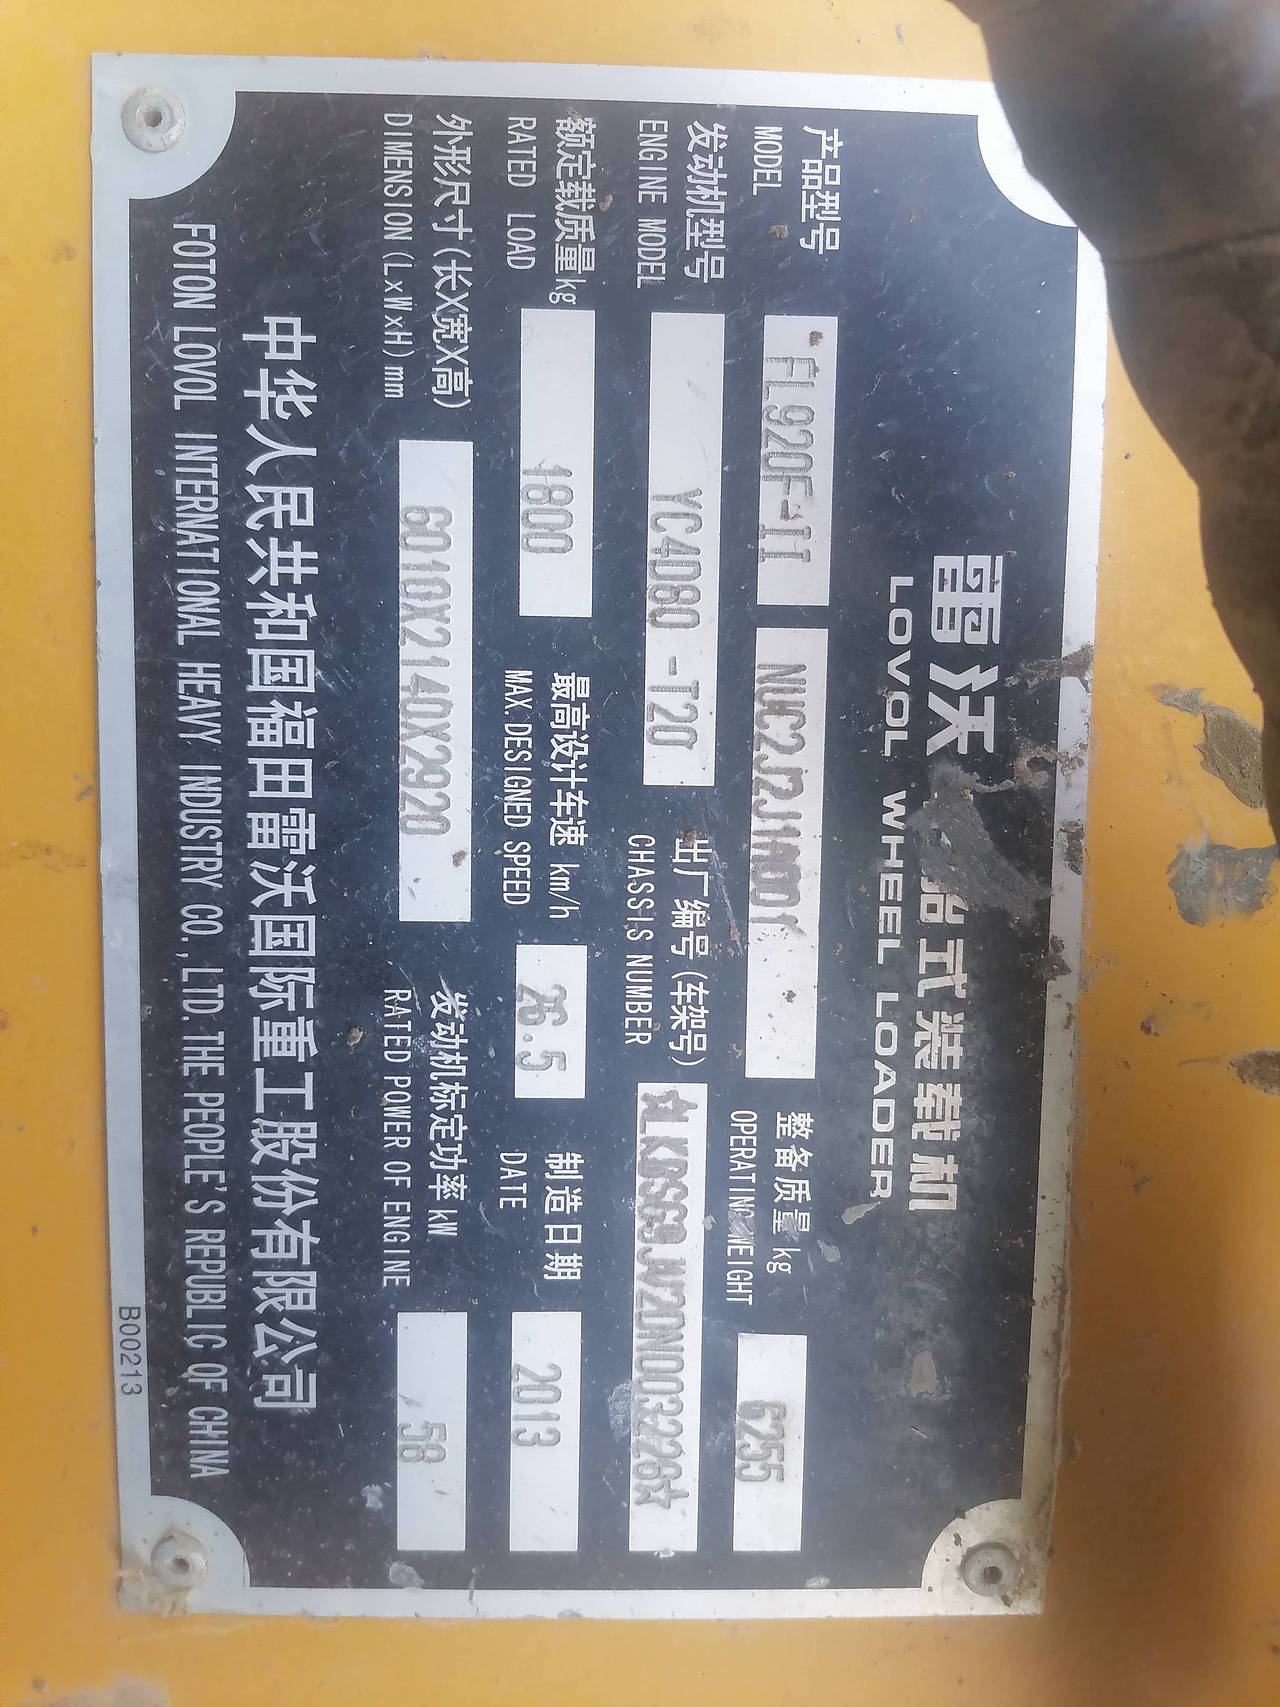 雷沃 式装载机
LOVOL WHEEL LOADER
产品型号
MODEL
FL920F-II
整备质量 kg
OPERATING WEIGHT
6255
发动机型号
ENGINE MODEL
YC4D80-T20
出厂编号(车架号)
CHASSIS NUMBER
额定载质量kg
RATED LOAD
1800
最高设计车速 km/h
MAX.DESIGNED SPEED
26.5
制造日期
DATE
2013
外形尺寸(长X宽X高)
DIMENSION(LxWxH)mm
6010X2140X2920
发动机标定功率 kW
RATED POWER OF ENGINE
58
中华人民共和国福田雷沃国际重工股份有限公司
FOTON LOVOL INTERNATIONAL HEAVY INDUSTRY CO., LTD. THE PEOPLE'S REPUBLIC OF CHINA
B00213